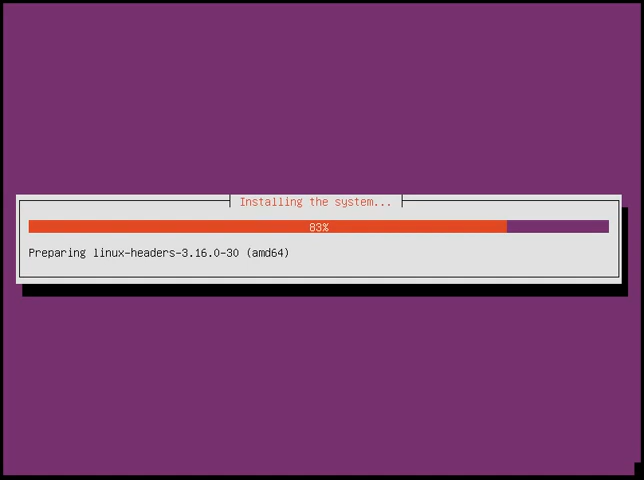 Installing the system...
83%
Preparing linux-headers-3.16.0-30 (amd64)